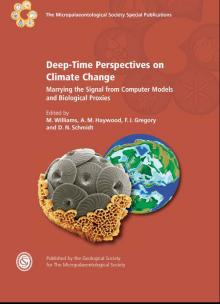 The Micropalaeontological Society Special Publications
Deep-Time Perspectives on
Climate Change
Marrying the Signal from Computer Models
and Biological Proxies
Edited by
M. Williams, A. M. Haywood, F. J. Gregory
and D. N. Schmidt
Published by the Geological Society
for The Micropalaeontological Society